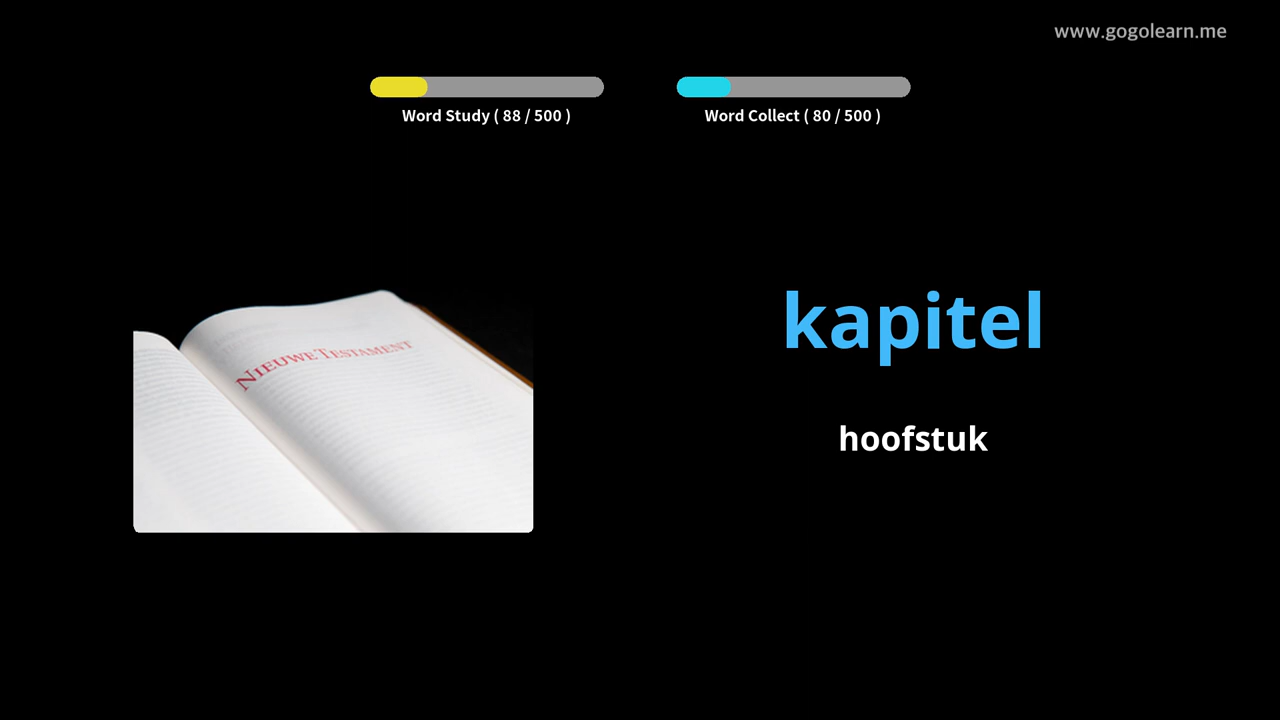 www.gogolearn.me
Word Study ( 88 / 500 )
Word Collect ( 80 / 500 )
NIEUWE TESTAMENT
kapitel
hoofstuk